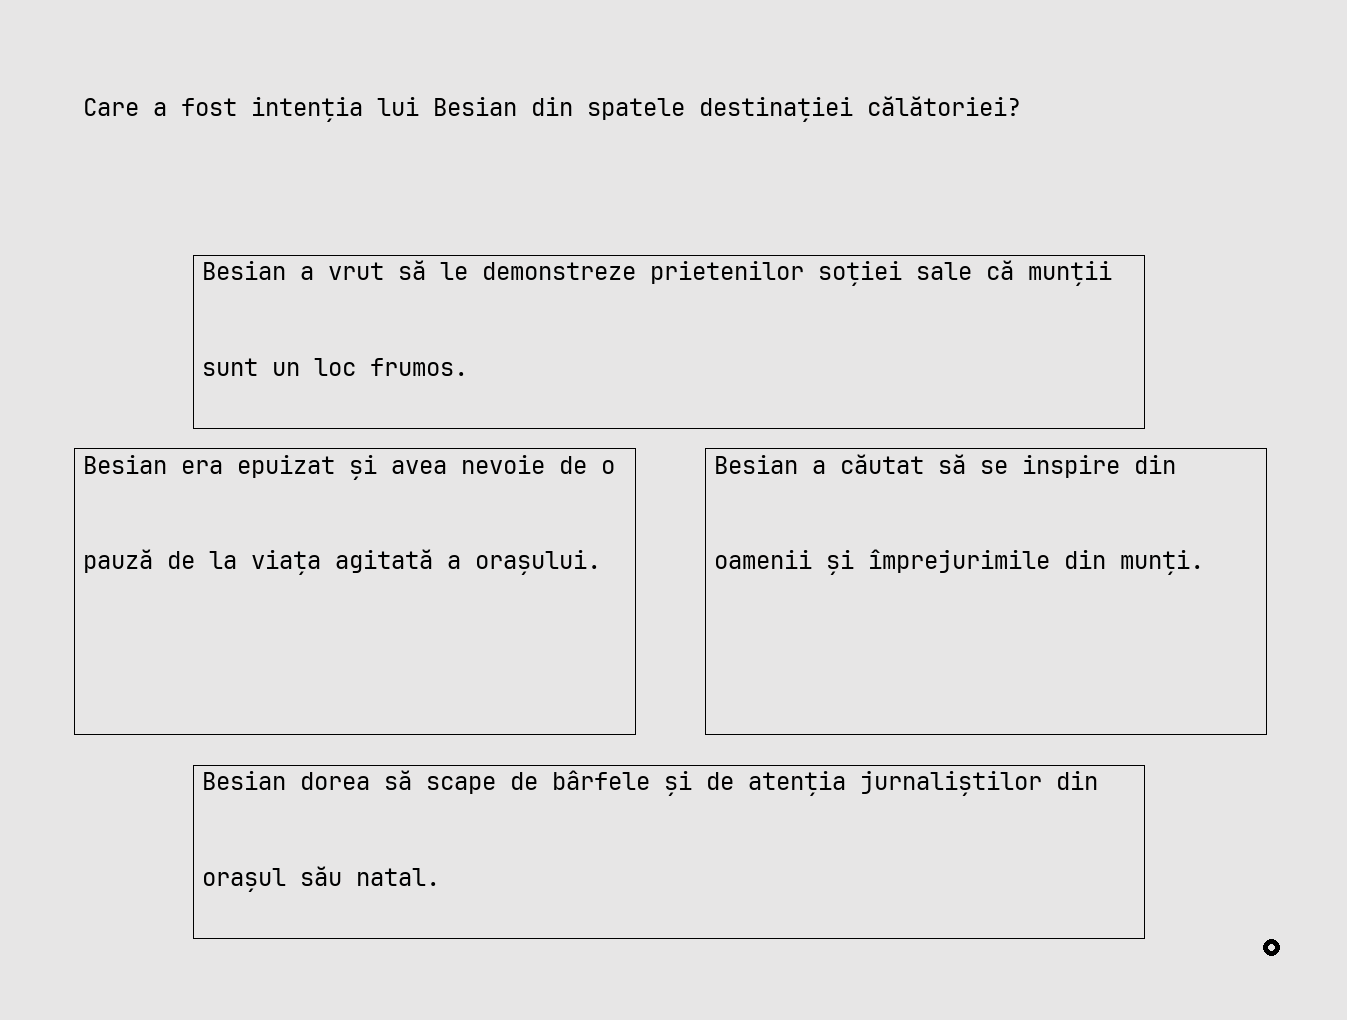 Care a fost intenția lui Besian din spatele destinației călătoriei?
Besian a vrut să le demonstreze prietenilor soției sale că munții
sunt un loc frumos.
Besian era epuizat și avea nevoie de o
pauză de la viața agitată a orașului.
Besian a căutat să se inspire din
oamenii și împrejurimile din munți.
Besian dorea să scape de bârfele și de atenția jurnaliștilor din
orașul său natal.